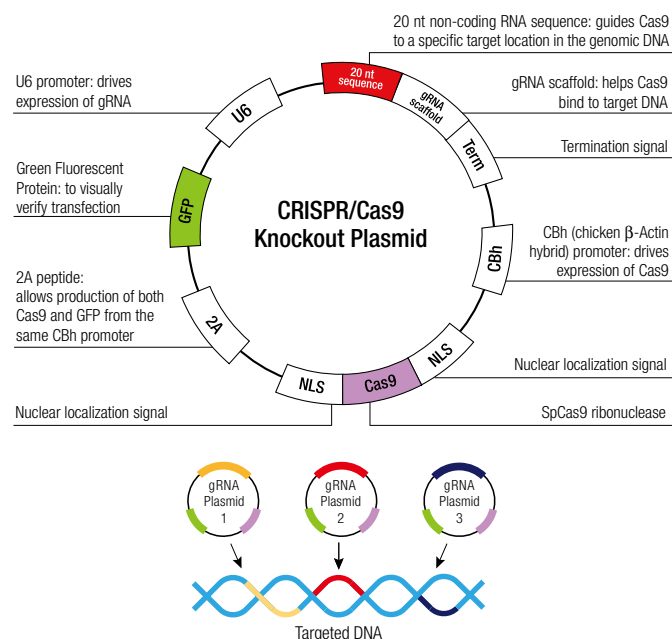 20 nt non-coding RNA sequence: guides Cas9
to a specific target location in the genomic DNA
U6 promoter: drives
expression of gRNA
20 nt
sequence
gRNA
scaffold
Term
gRNA scaffold: helps Cas9
bind to target DNA
Termination signal
U6
Green Fluorescent
Protein: to visually
verify transfection
GFP
CRISPR/Cas9
Knockout Plasmid
CBh
CBh (chicken β-Actin
hybrid) promoter: drives
expression of Cas9
2A peptide:
allows production of both
Cas9 and GFP from the
same CBh promoter
2A
NLS
Cas9
NLS
Nuclear localization signal
Nuclear localization signal
SpCas9 ribonuclease
gRNA
Plasmid
1
gRNA
Plasmid
2
gRNA
Plasmid
3
Targeted DNA